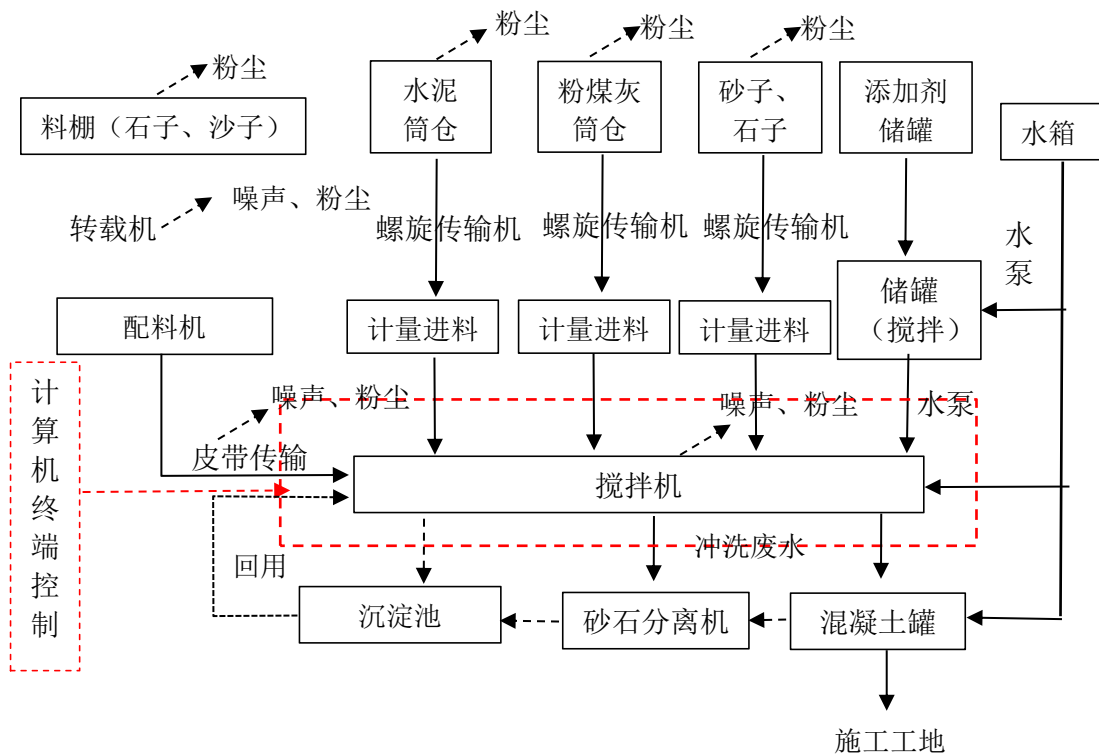 粉尘
粉尘
粉尘
粉尘
料棚（石子、沙子）
水泥
筒仓
粉煤灰
筒仓
砂子、
石子
添加剂
储罐
水箱
噪声、粉尘
转载机
螺旋传输机
螺旋传输机
螺旋传输机
水
泵
配料机
计量进料
计量进料
计量进料
储罐
（搅拌）
计
算
机
终
端
控
制
噪声、粉尘
噪声、粉尘
水泵
皮带传输
搅拌机
回用
冲洗废水
沉淀池
砂石分离机
混凝土罐
施工工地